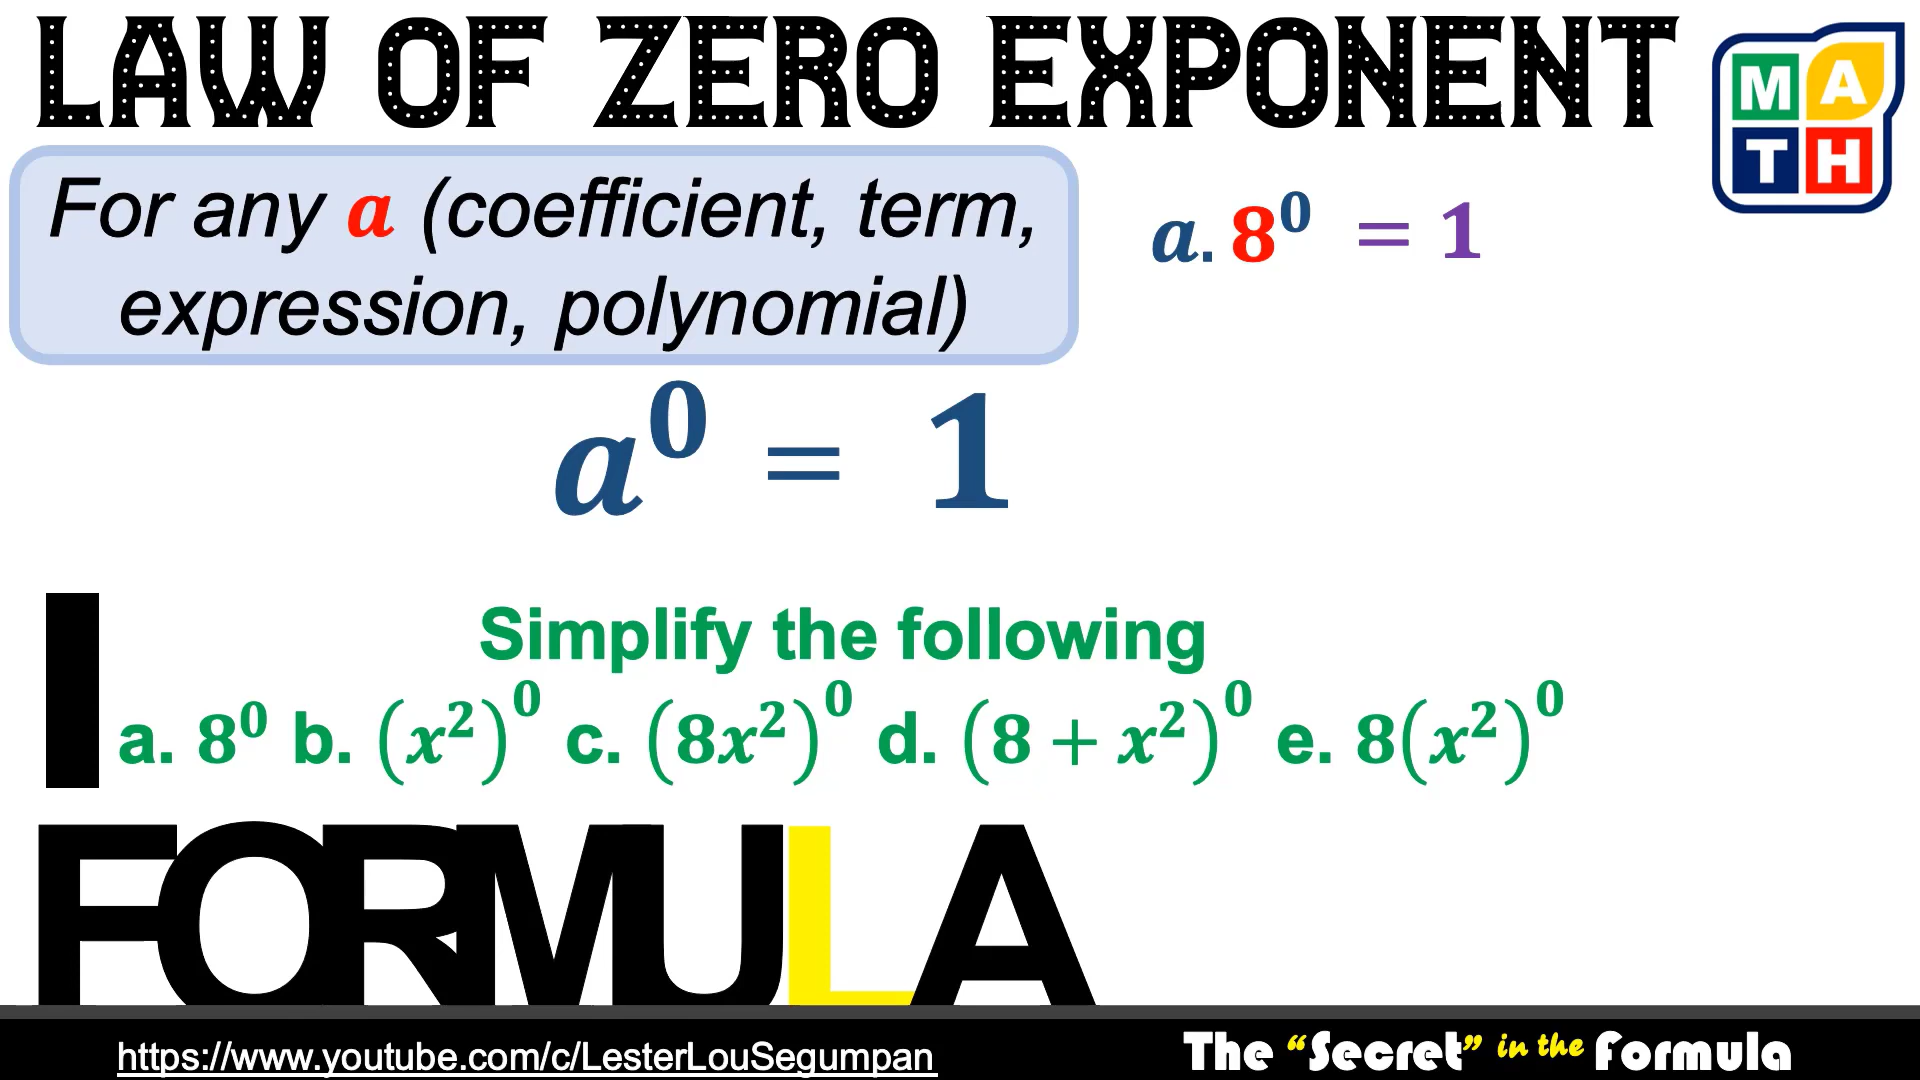 LAW OF ZERO EXPONENT
MA
TH
For any a (coefficient, term,
expression, polynomial)
a. 8⁰ = 1
a⁰ = 1
I
Simplify the following
a. 8⁰ b. (x²)⁰ c. (8x²)⁰ d. (8 + x²)⁰ e. 8(x²)⁰
FORMULA
https://www.youtube.com/c/LesterLouSegumpan
The “Secret” in the Formula